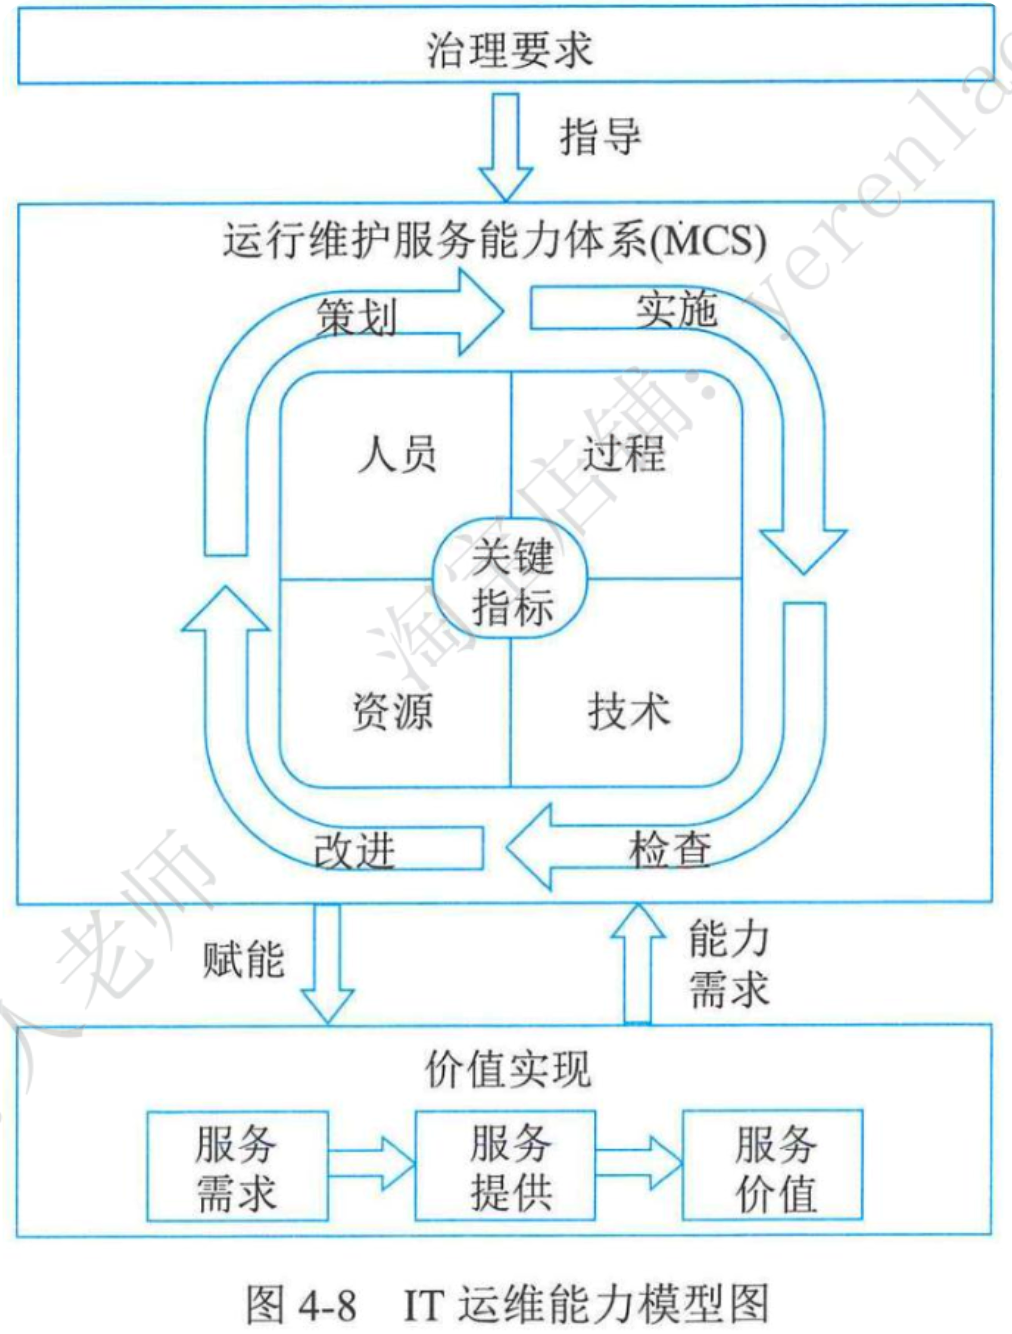 治理要求
指导
运行维护服务能力体系(MCS)
策划
实施
人员
过程
关键
指标
资源
技术
改进
检查
赋能
能力
需求
价值实现
服务
需求
服务
提供
服务
价值
图 4-8 IT 运维能力模型图
淘宝店铺：yerenlao
人老师